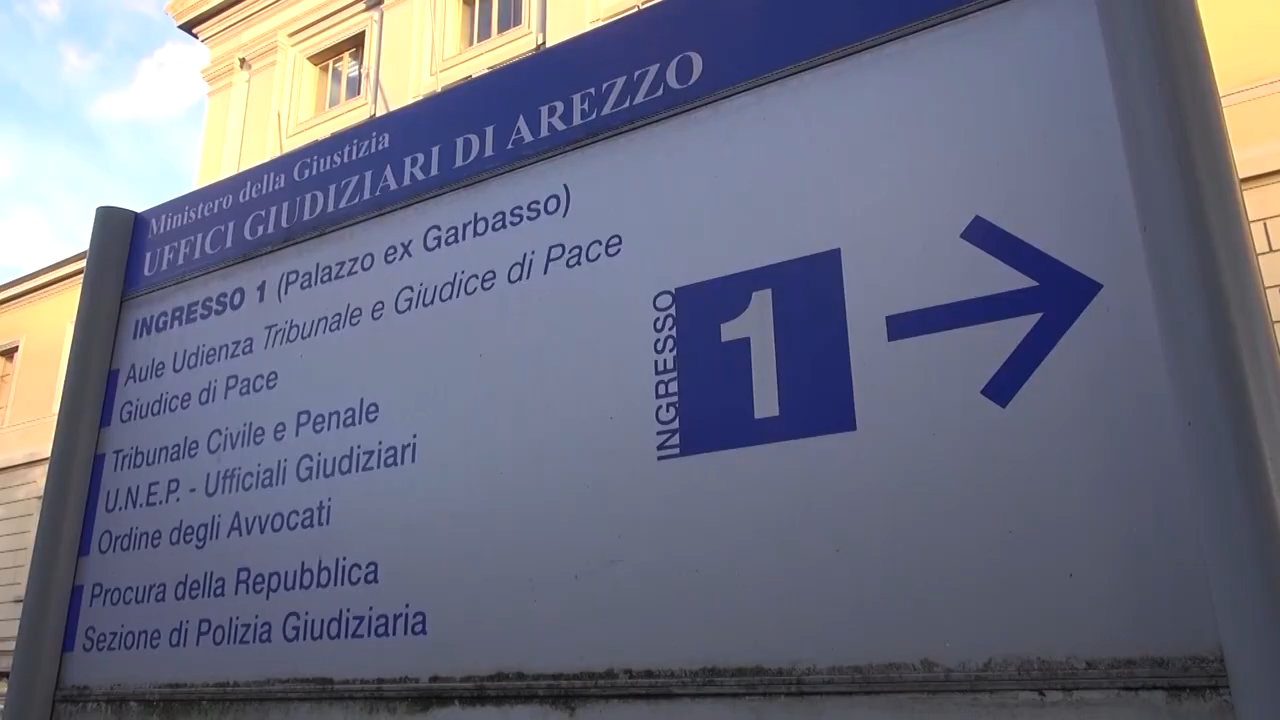 Ministero della Giustizia
UFFICI GIUDIZIARI DI AREZZO
INGRESSO 1 (Palazzo ex Garbasso)
Aule Udienza Tribunale e Giudice di Pace
Giudice di Pace
Tribunale Civile e Penale
U.N.E.P. - Ufficiali Giudiziari
Ordine degli Avvocati
Procura della Repubblica
Sezione di Polizia Giudiziaria
INGRESSO
1